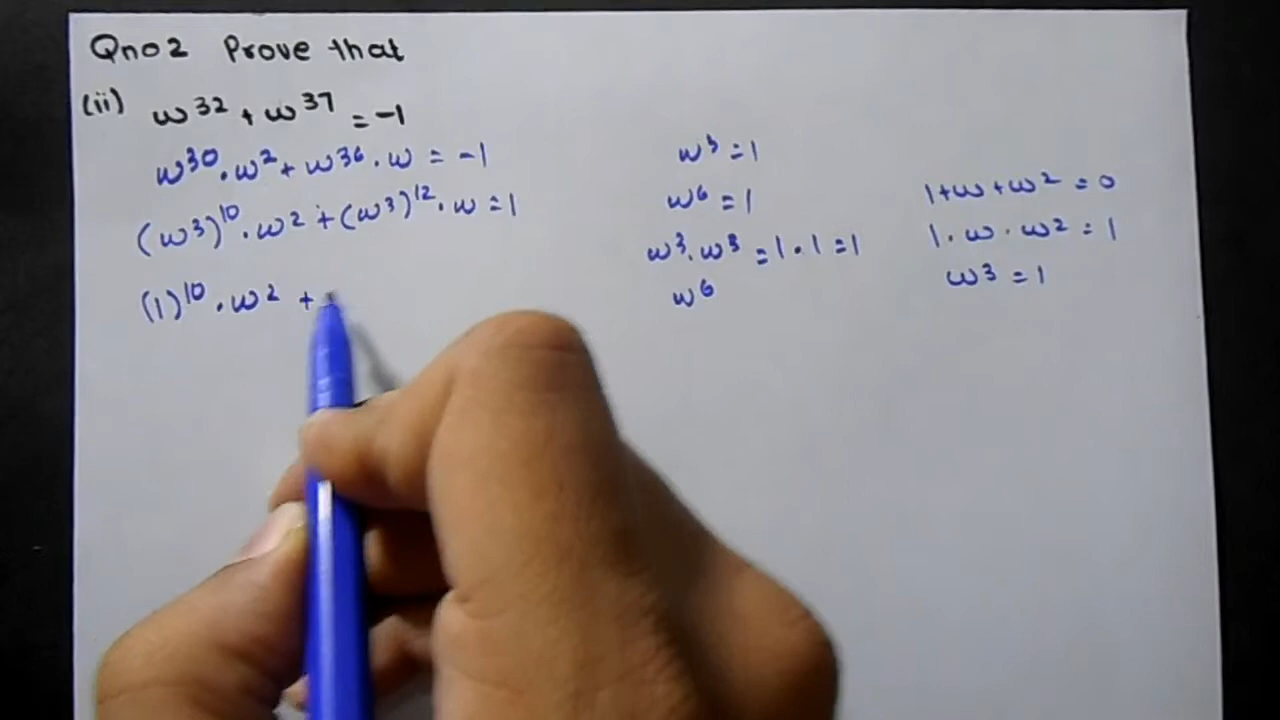 Qno2 Prove that
(ii) ω³² + ω³⁷ = -1
ω³⁰ . ω² + ω³⁶ . ω = -1
(ω³)¹⁰ . ω² + (ω³)¹² . ω = 1
(1)¹⁰ . ω² +
ω³ = 1
ω⁶ = 1
ω³ . ω³ = 1 . 1 = 1
ω⁶
1 + ω + ω² = 0
1 . ω . ω² = 1
ω³ = 1